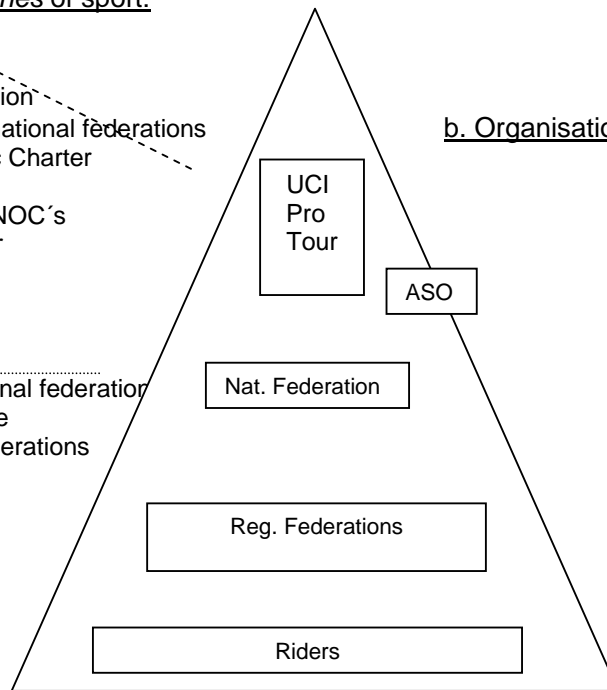 nes of sport:
ion
ational federations
c Charter
b. Organisatio
UCI
Pro
Tour
NOC´s
ASO
nal federation
Nat. Federation
e
erations
Reg. Federations
Riders